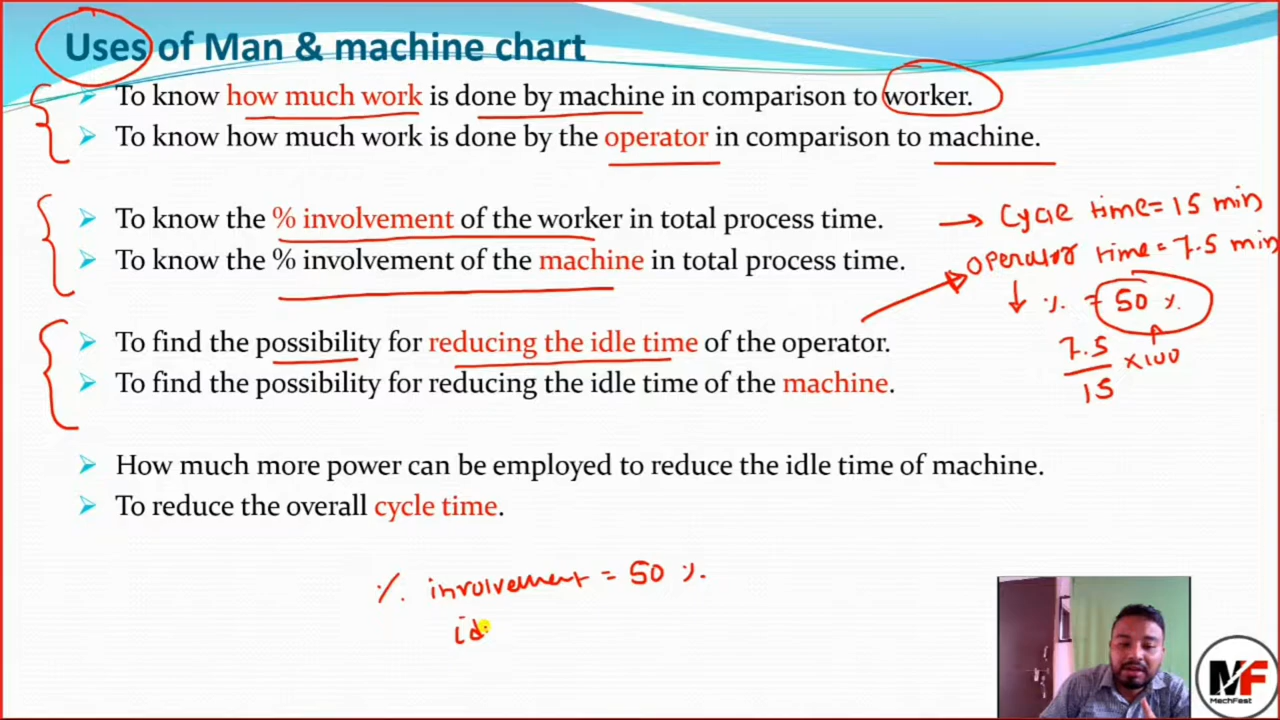 Uses of Man & machine chart
To know how much work is done by machine in comparison to worker.
To know how much work is done by the operator in comparison to machine.
To know the % involvement of the worker in total process time.
To know the % involvement of the machine in total process time.
To find the possibility for reducing the idle time of the operator.
To find the possibility for reducing the idle time of the machine.
How much more power can be employed to reduce the idle time of machine.
To reduce the overall cycle time.
→ Cycle time = 15 min
Operator time = 7.5 min
↓ % = 50 %
7.5
15
×100
% involvement = 50 %.
id
MF
MechFest